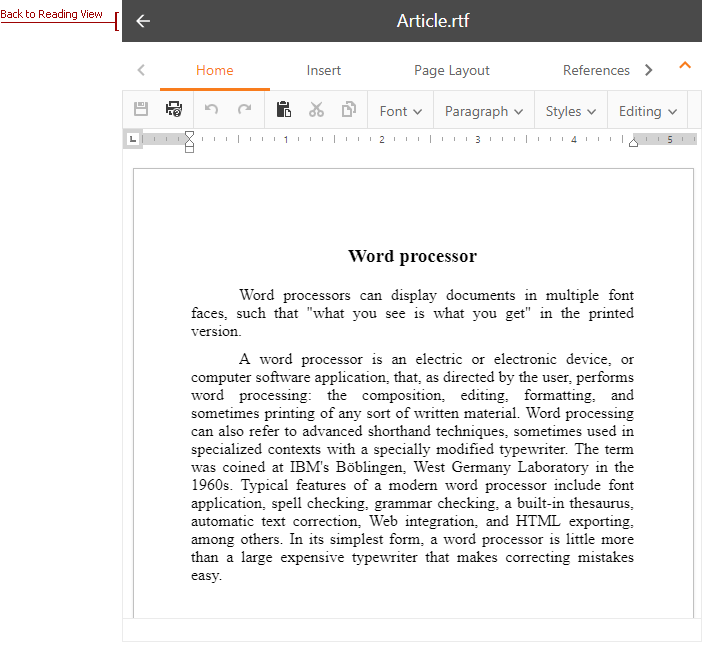 Back to Reading View
Article.rtf
Home Insert Page Layout References
Font Paragraph Styles Editing
L 1 2 3 4 5
Word processor
Word processors can display documents in multiple font
faces, such that "what you see is what you get" in the printed
version.
A word processor is an electric or electronic device, or
computer software application, that, as directed by the user, performs
word processing: the composition, editing, formatting, and
sometimes printing of any sort of written material. Word processing
can also refer to advanced shorthand techniques, sometimes used in
specialized contexts with a specially modified typewriter. The term
was coined at IBM's Böblingen, West Germany Laboratory in the
1960s. Typical features of a modern word processor include font
application, spell checking, grammar checking, a built-in thesaurus,
automatic text correction, Web integration, and HTML exporting,
among others. In its simplest form, a word processor is little more
than a large expensive typewriter that makes correcting mistakes
easy.